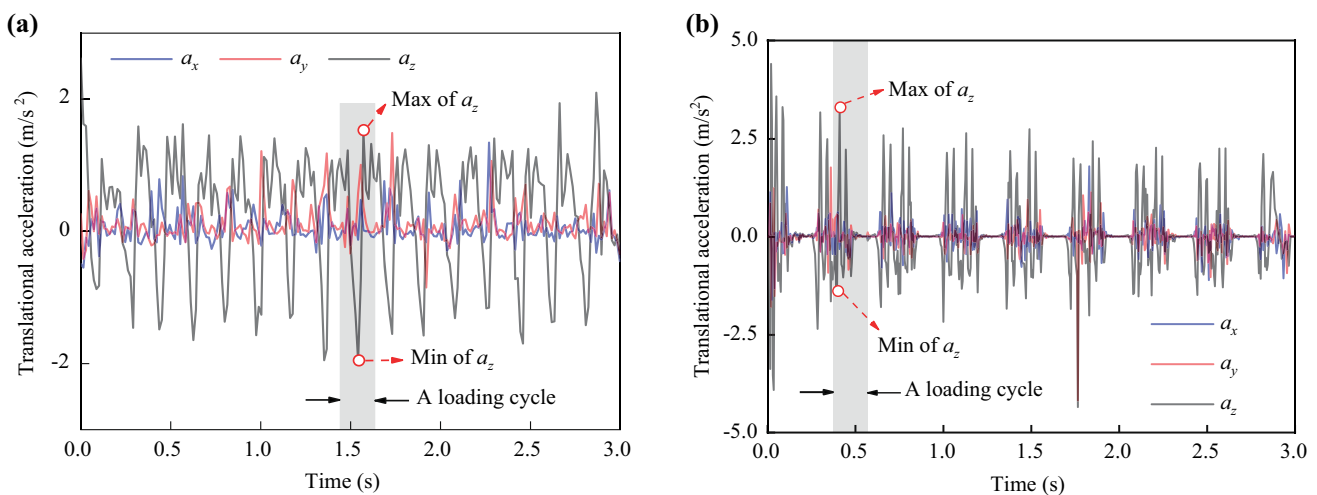 (a)
Translational acceleration (m/s²)
2
0
-2
a_x a_y a_z
Max of a_z
Min of a_z
A loading cycle
0.0 0.5 1.0 1.5 2.0 2.5 3.0
Time (s)
(b)
Translational acceleration (m/s²)
5.0
2.5
0.0
-2.5
-5.0
Max of a_z
Min of a_z
a_x
a_y
a_z
A loading cycle
0.0 0.5 1.0 1.5 2.0 2.5 3.0
Time (s)